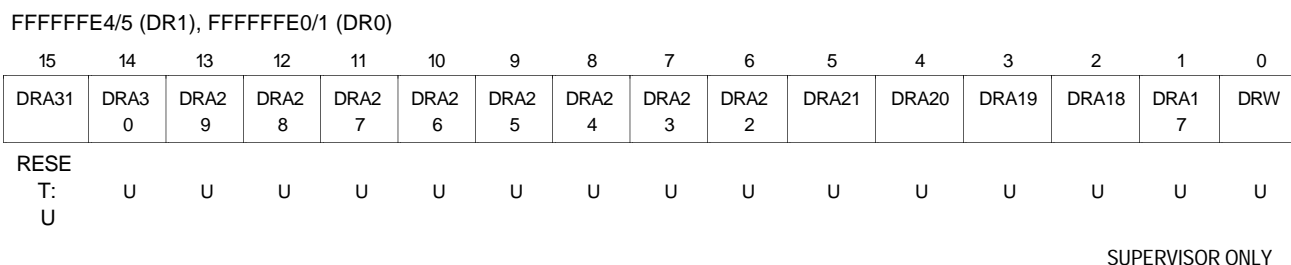 FFFFFFE4/5 (DR1), FFFFFFE0/1 (DR0)
15 14 13 12 11 10 9 8 7 6 5 4 3 2 1 0
DRA31 DRA3 DRA2 DRA2 DRA2 DRA2 DRA2 DRA2 DRA2 DRA2 DRA21 DRA20 DRA19 DRA18 DRA1 DRW
0 9 8 7 6 5 4 3 2 7
RESE
T: U U U U U U U U U U U U U U U
U
SUPERVISOR ONLY